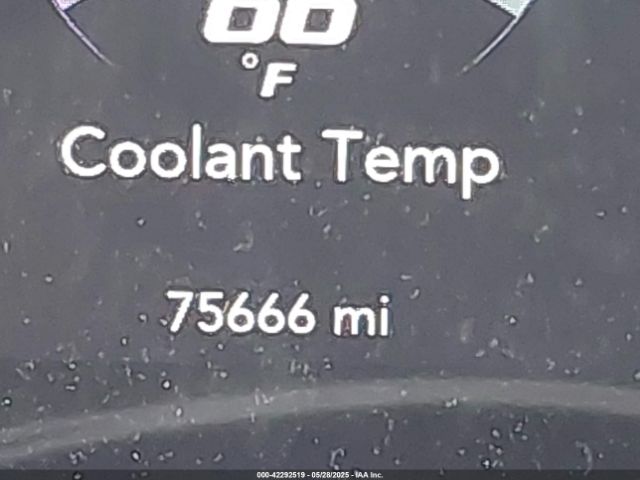 °F
Coolant Temp
75666 mi
000-42292519 - 05/28/2025 - IAA Inc.